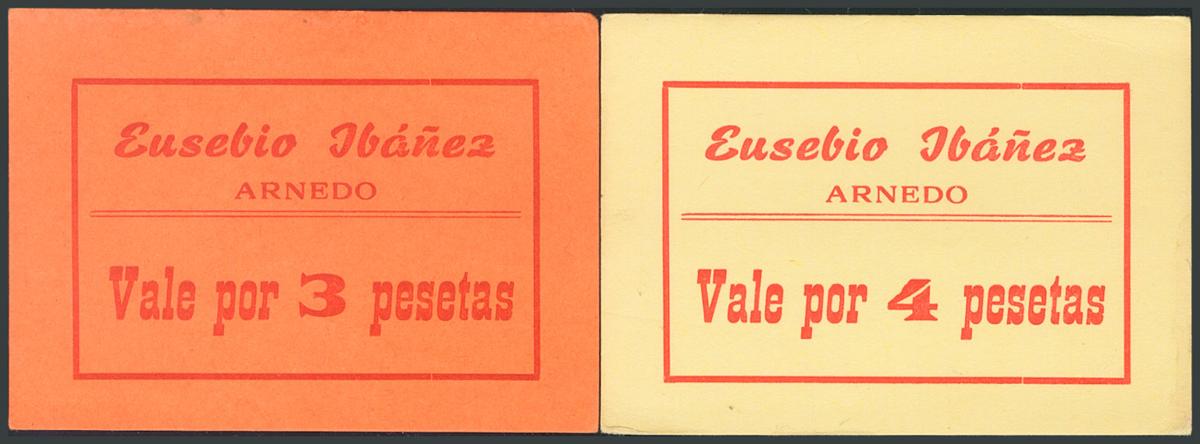 Eusebio Ibáñez
ARNEDO
Vale por 3 pesetas
Eusebio Ibáñez
ARNEDO
Vale por 4 pesetas